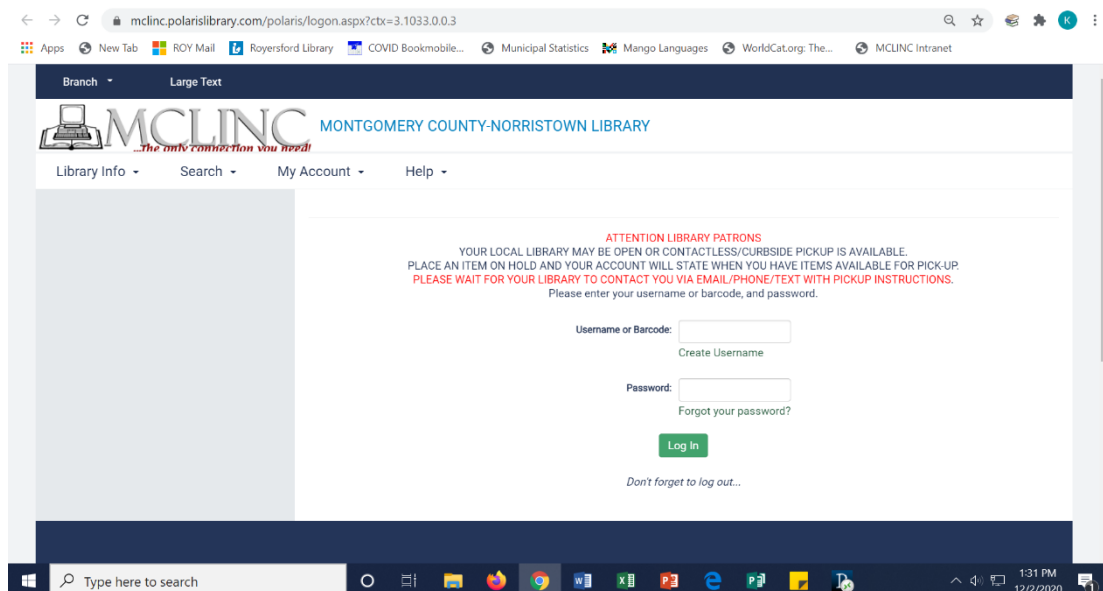 mclinc.polarislibrary.com/polaris/logon.aspx?ctx=3.1033.0.0.3
K
Apps New Tab ROY Mail Royersford Library COVID Bookmobile... Municipal Statistics Mango Languages WorldCat.org: The... MCLINC Intranet
Branch Large Text
MCLINC
...The only connection you need!
MONTGOMERY COUNTY-NORRISTOWN LIBRARY
Library Info Search My Account Help
ATTENTION LIBRARY PATRONS
YOUR LOCAL LIBRARY MAY BE OPEN OR CONTACTLESS/CURBSIDE PICKUP IS AVAILABLE.
PLACE AN ITEM ON HOLD AND YOUR ACCOUNT WILL STATE WHEN YOU HAVE ITEMS AVAILABLE FOR PICK-UP.
PLEASE WAIT FOR YOUR LIBRARY TO CONTACT YOU VIA EMAIL/PHONE/TEXT WITH PICKUP INSTRUCTIONS.
Please enter your username or barcode, and password.
Username or Barcode:
Create Username
Password:
Forgot your password?
Log In
Don't forget to log out...
Type here to search
1:31 PM
12/2/2020
1